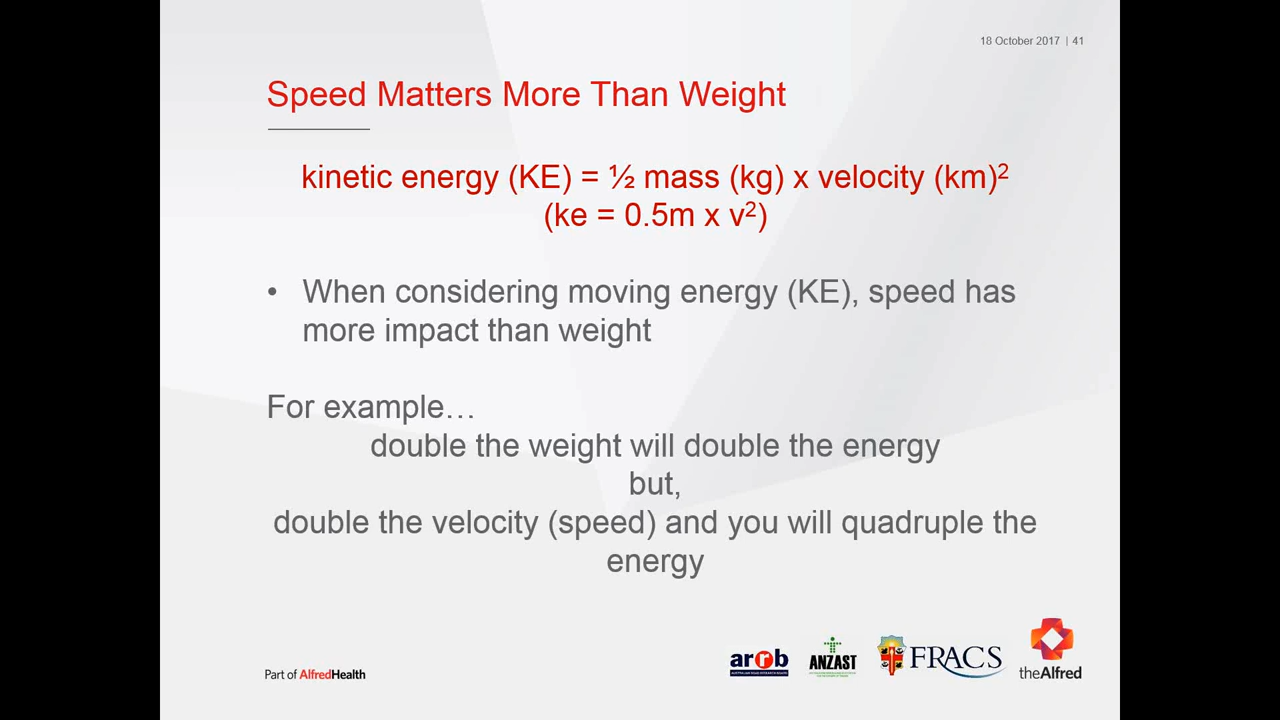 18 October 2017 | 41
Speed Matters More Than Weight
kinetic energy (KE) = ½ mass (kg) x velocity (km)²
(ke = 0.5m x v²)
• When considering moving energy (KE), speed has
more impact than weight
For example…
double the weight will double the energy
but,
double the velocity (speed) and you will quadruple the
energy
Part of AlfredHealth
arrb
ANZAST
FRACS
theAlfred